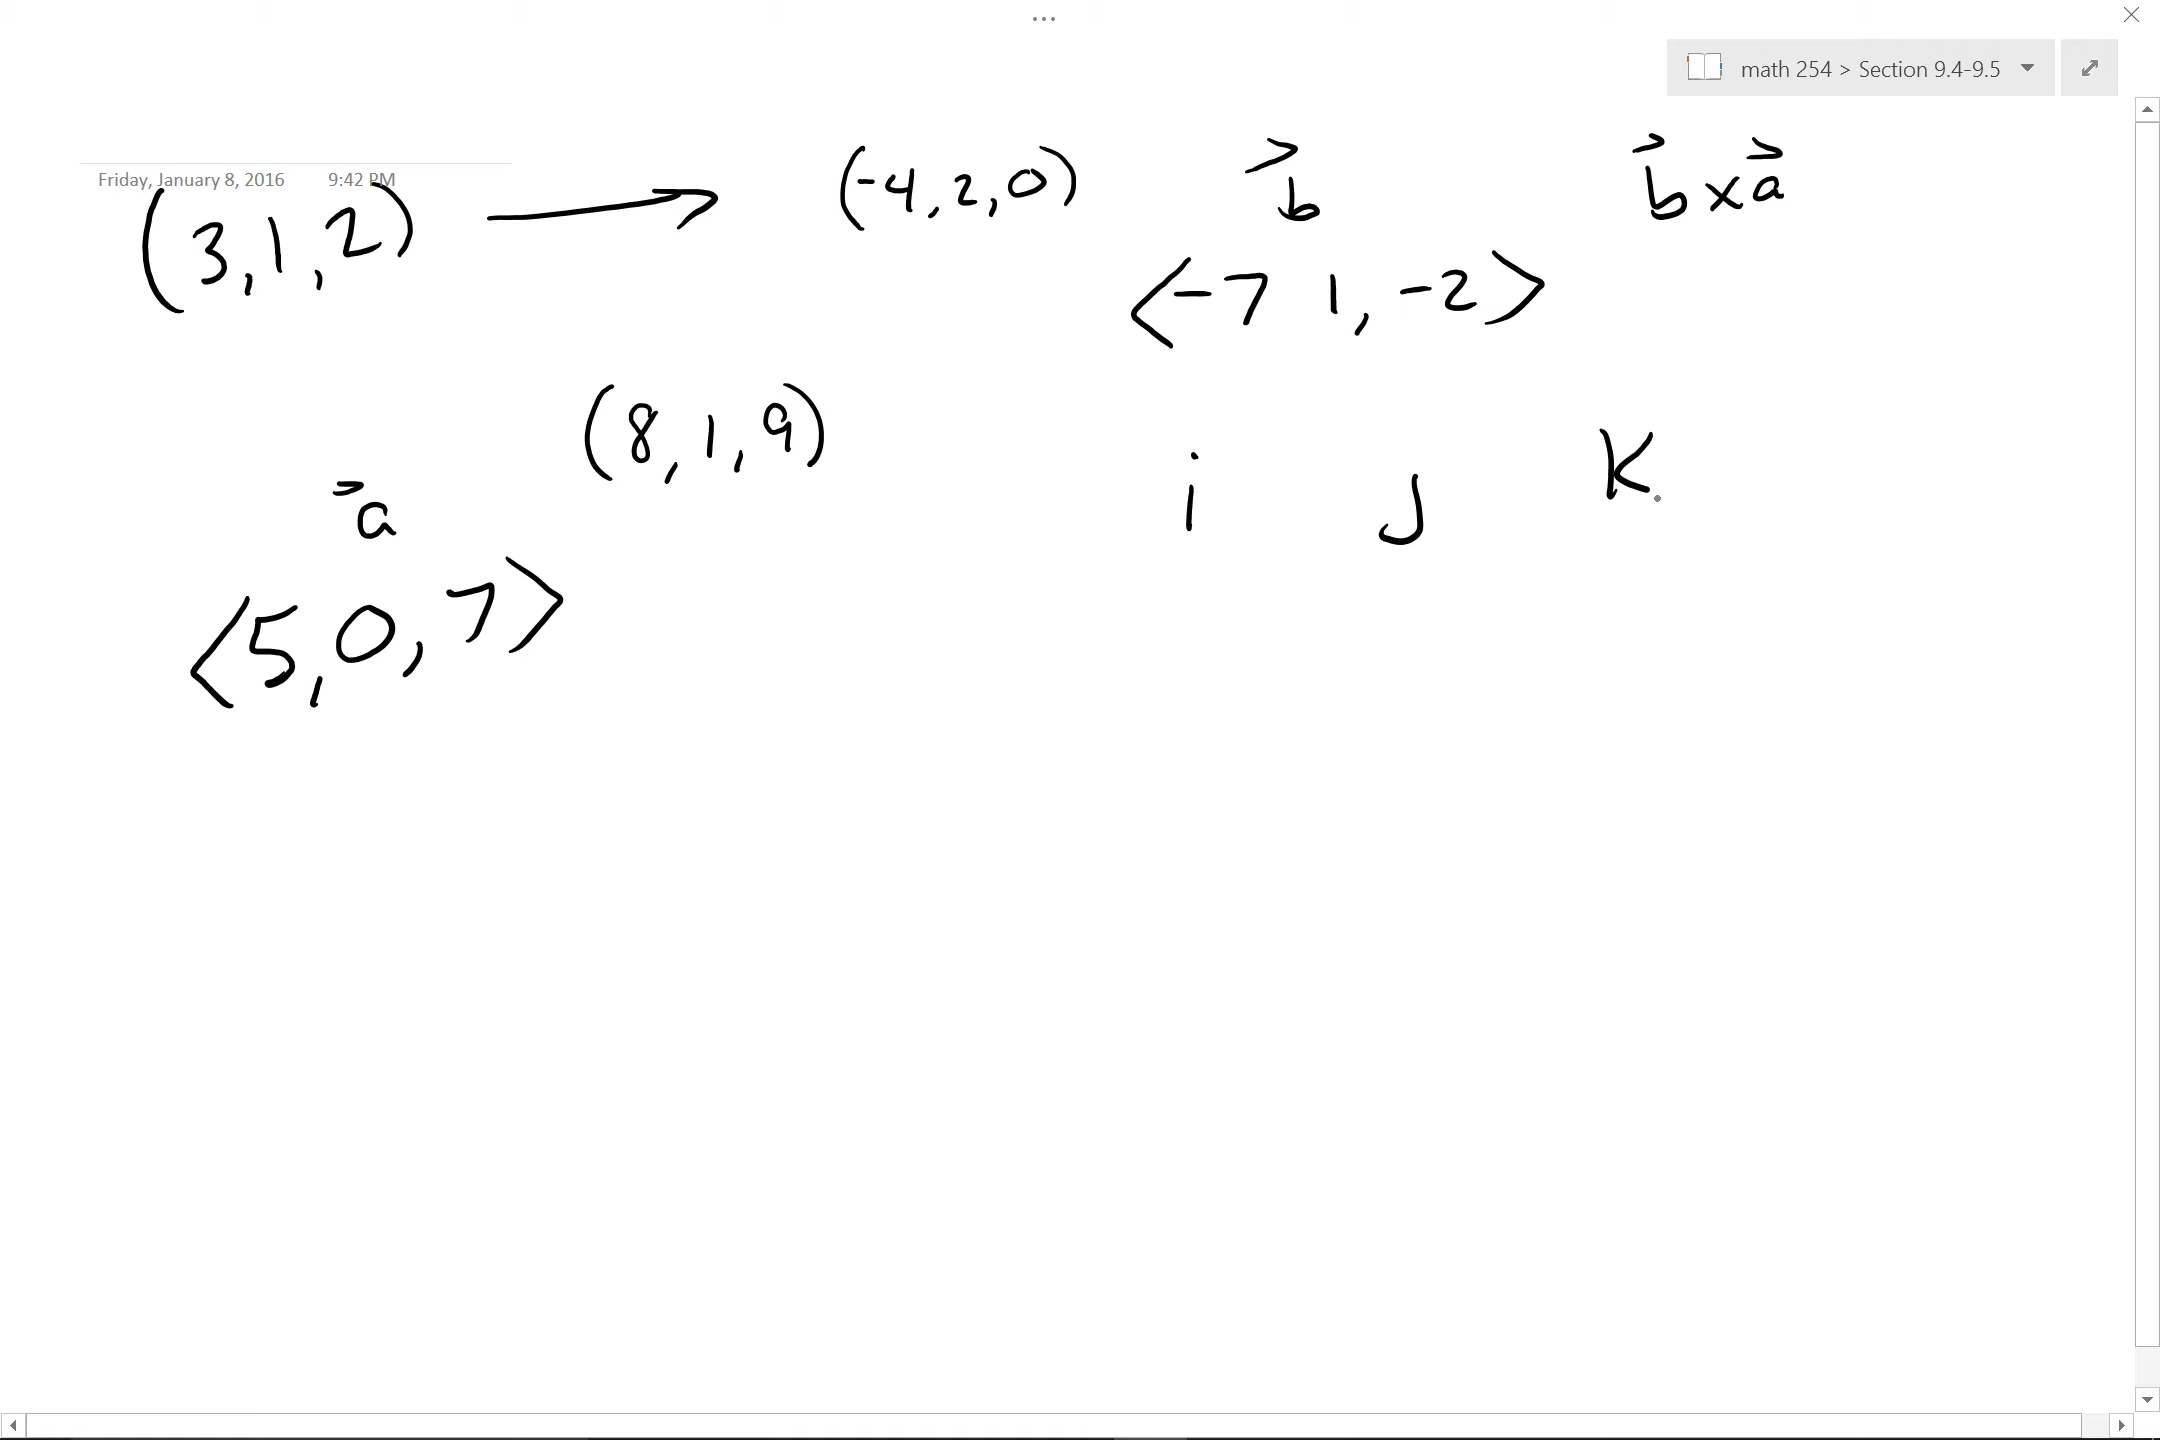 ...
math 254 > Section 9.4-9.5
Friday, January 8, 2016 9:42 PM
(3,1,2) → (-4,2,0) b⃗ b⃗×a⃗
<-7 1,-2>
(8,1,9)
i J K
a⃗
<5,0,7>